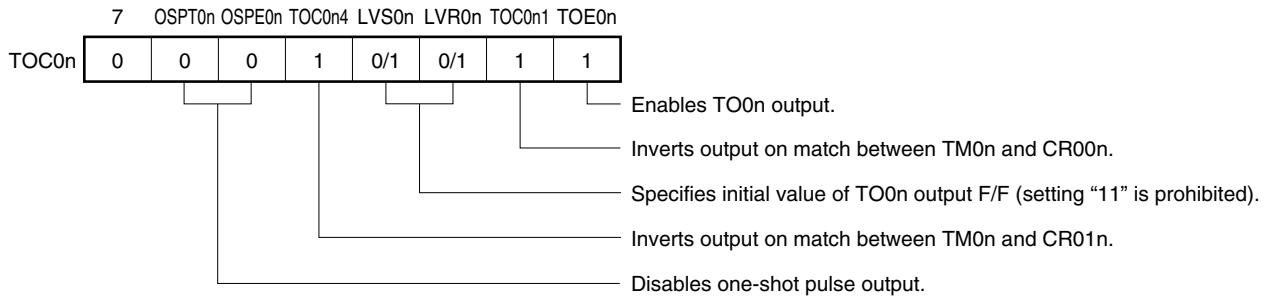 7 OSPT0n OSPE0n TOC0n4 LVS0n LVR0n TOC0n1 TOE0n
TOC0n 0 0 0 1 0/1 0/1 1 1
Enables TO0n output.
Inverts output on match between TM0n and CR00n.
Specifies initial value of TO0n output F/F (setting “11” is prohibited).
Inverts output on match between TM0n and CR01n.
Disables one-shot pulse output.